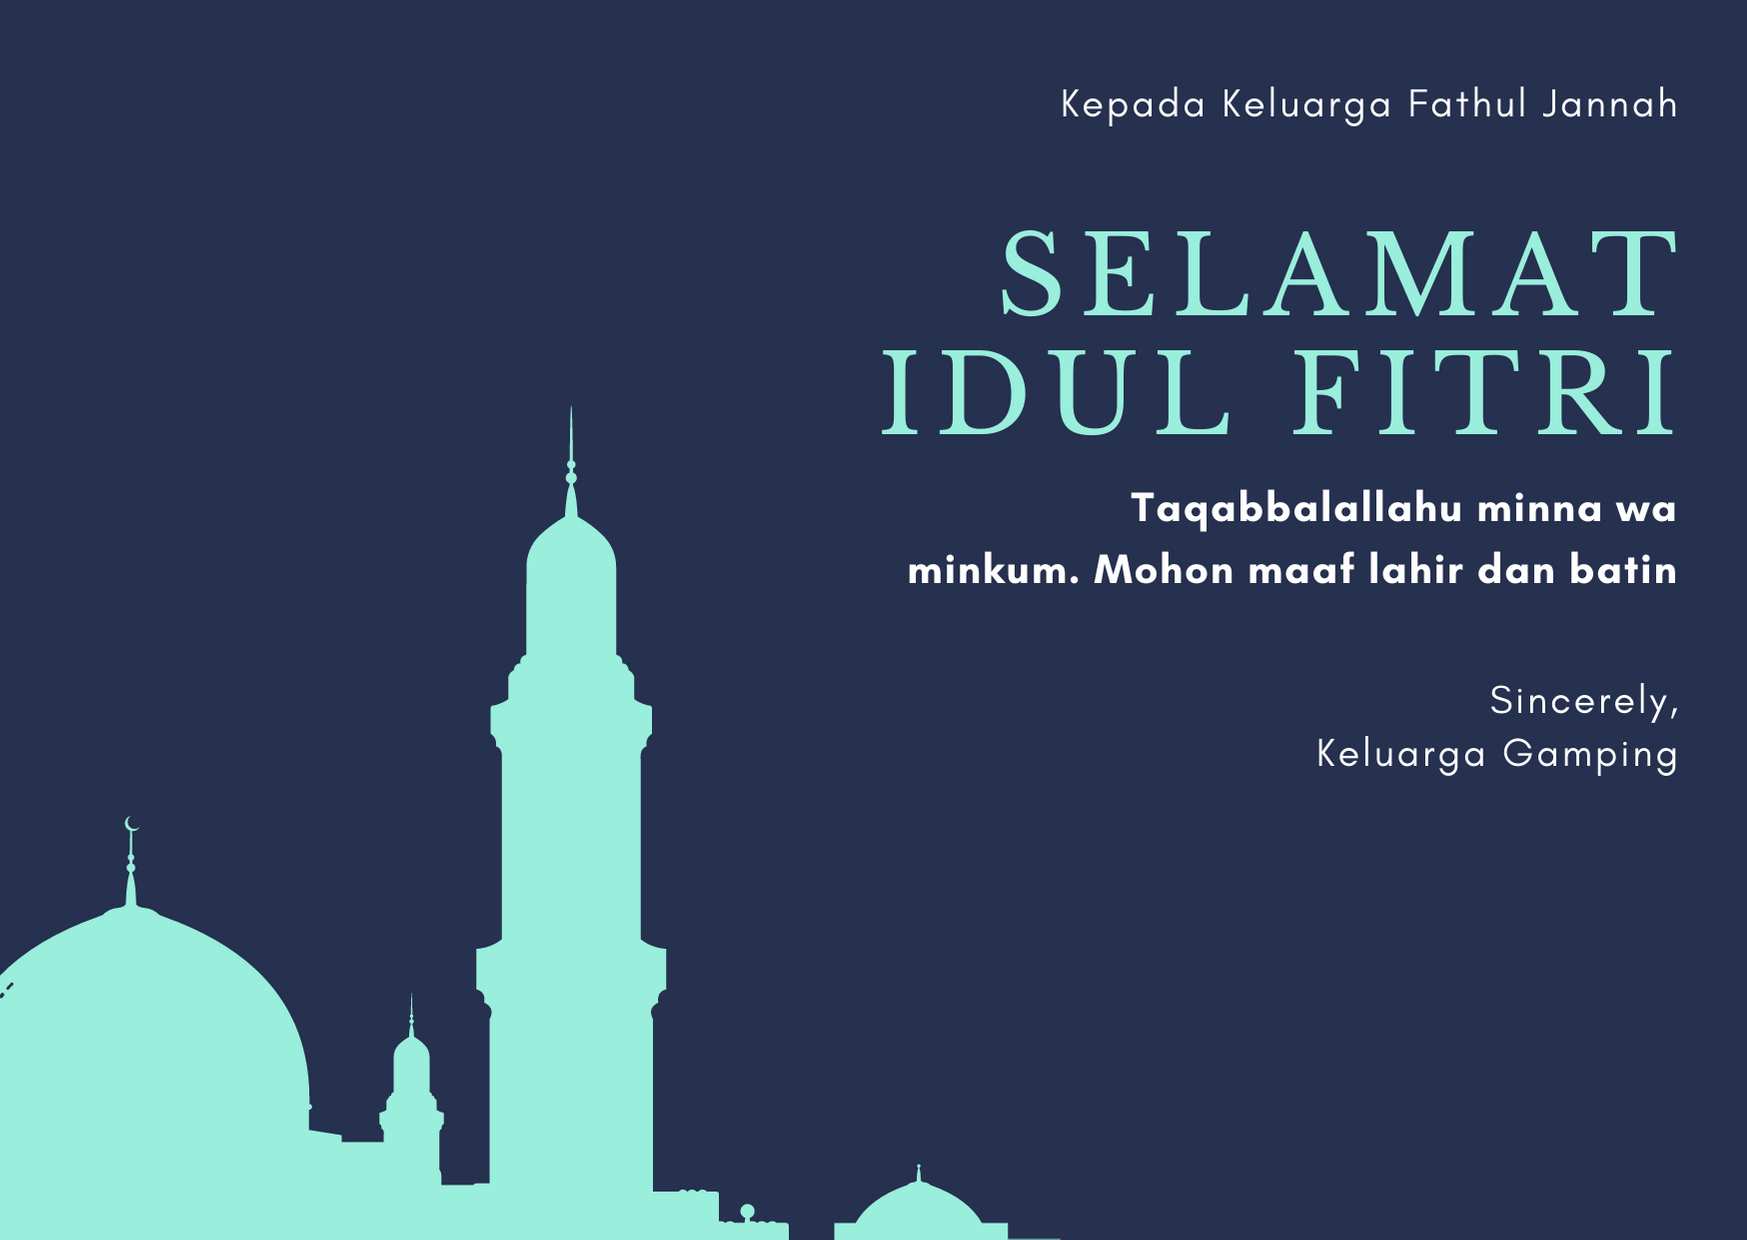 Kepada Keluarga Fathul Jannah
SELAMAT
IDUL FITRI
Taqabbalallahu minna wa
minkum. Mohon maaf lahir dan batin
Sincerely,
Keluarga Gamping